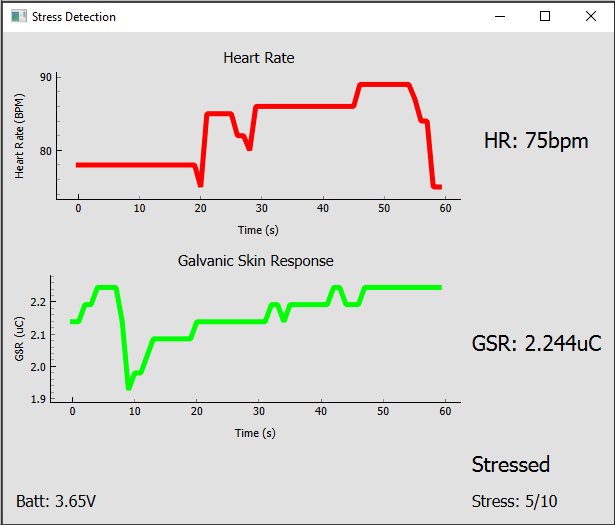 Stress Detection
Heart Rate
90
80
Heart Rate (BPM)
HR: 75bpm
0 10 20 30 40 50 60
Time (s)
Galvanic Skin Response
2.2
2.1
2.0
1.9
GSR (uC)
GSR: 2.244uC
0 10 20 30 40 50 60
Time (s)
Stressed
Batt: 3.65V
Stress: 5/10